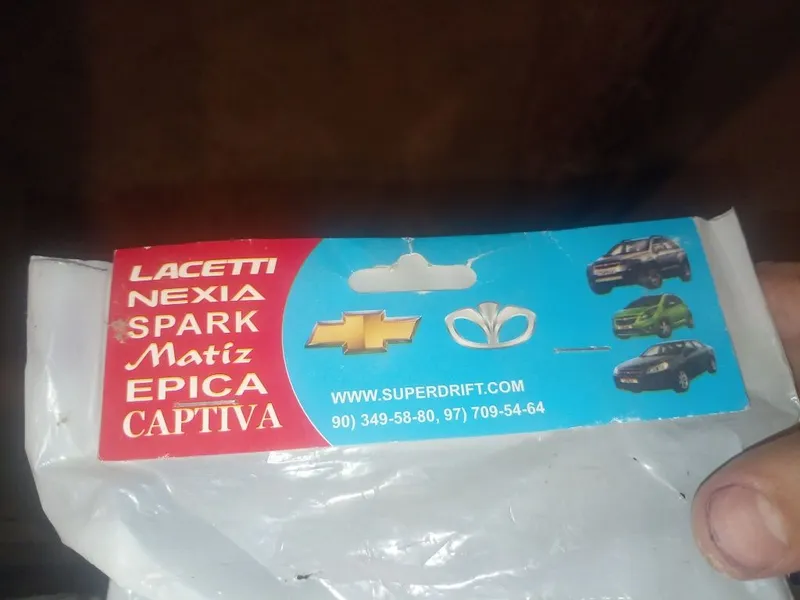 LACETTI
NEXIA
SPARK
Matiz
EPICA
CAPTIVA
WWW.SUPERDRIFT.COM
90) 349-58-80, 97) 709-54-64